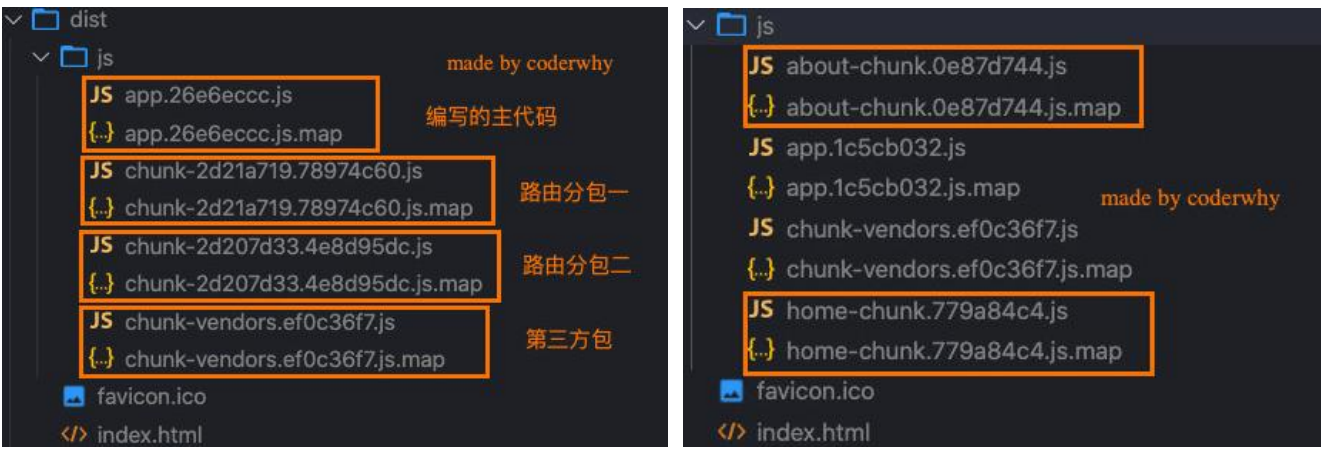 dist
js
made by coderwhy
JS app.26e6eccc.js
编写的主代码
{..} app.26e6eccc.js.map
JS chunk-2d21a719.78974c60.js
路由分包一
{..} chunk-2d21a719.78974c60.js.map
JS chunk-2d207d33.4e8d95dc.js
路由分包二
{..} chunk-2d207d33.4e8d95dc.js.map
JS chunk-vendors.ef0c36f7.js
第三方包
{..} chunk-vendors.ef0c36f7.js.map
favicon.ico
</> index.html
js
JS about-chunk.0e87d744.js
{..} about-chunk.0e87d744.js.map
JS app.1c5cb032.js
{..} app.1c5cb032.js.map
made by coderwhy
JS chunk-vendors.ef0c36f7.js
{..} chunk-vendors.ef0c36f7.js.map
JS home-chunk.779a84c4.js
{..} home-chunk.779a84c4.js.map
favicon.ico
</> index.html